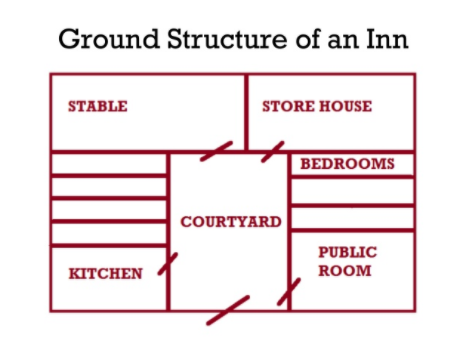 Ground Structure of an Inn
STABLE
STORE HOUSE
BEDROOMS
COURTYARD
KITCHEN
PUBLIC
ROOM